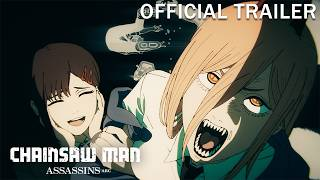 OFFICIAL TRAILER
CHAINSAW MAN
ASSASSINS ARC